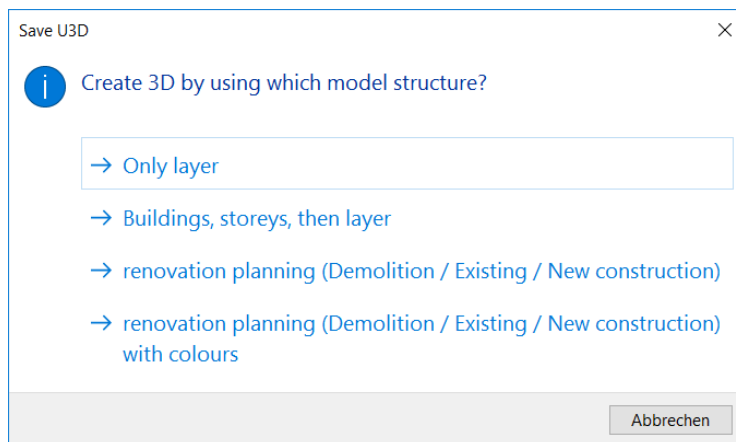 Save U3D
Create 3D by using which model structure?
Only layer
Buildings, storeys, then layer
renovation planning (Demolition / Existing / New construction)
renovation planning (Demolition / Existing / New construction)
with colours
Abbrechen